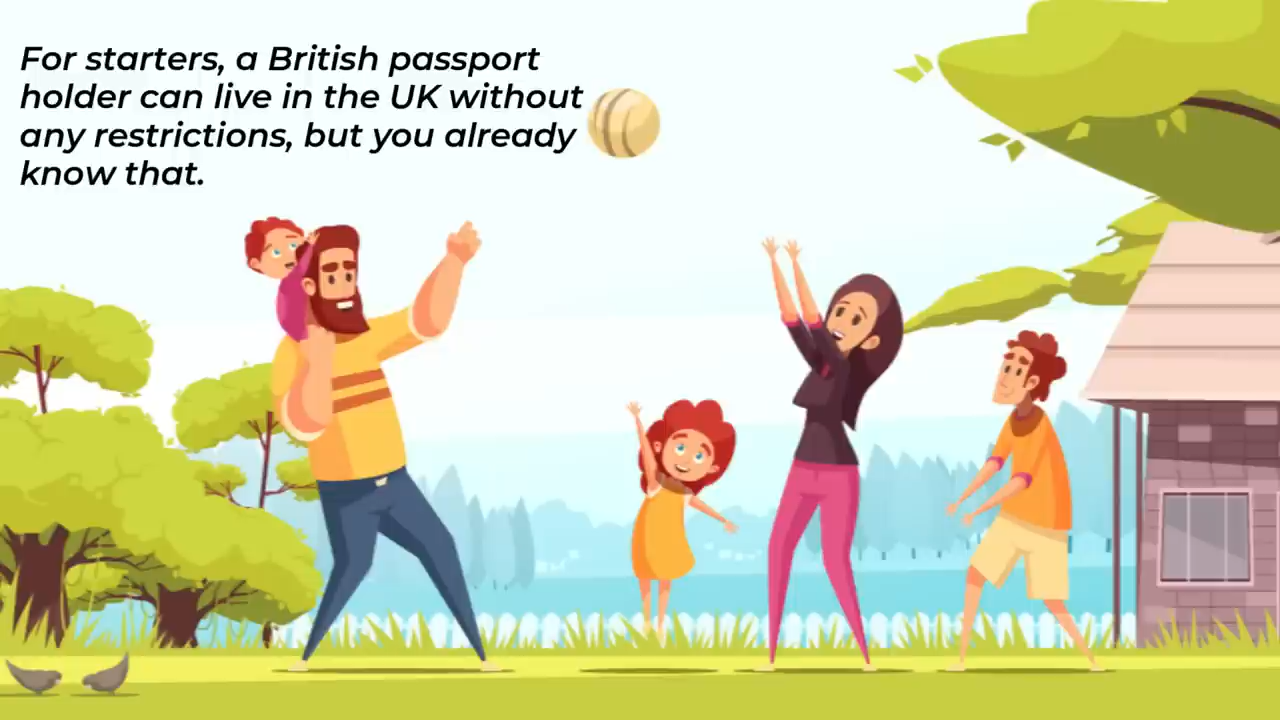 For starters, a British passport
holder can live in the UK without
any restrictions, but you already
know that.